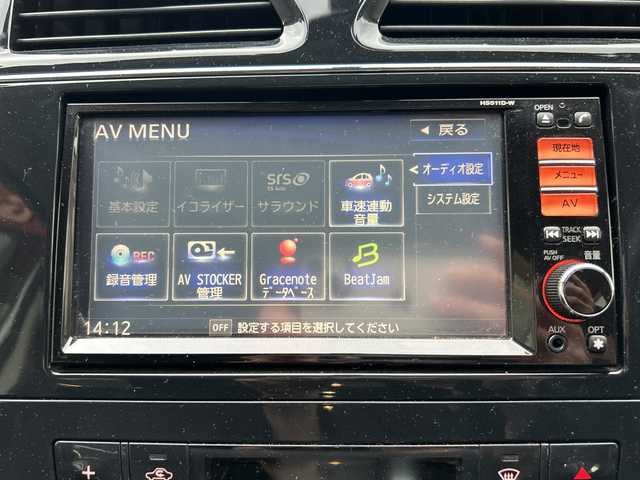 HS511D-W
AV MENU
◀ 戻る
OPEN
現在地
メニュー
AV
基本設定
イコライザー
SRS
CS Auto
サラウンド
車速連動
音量
< オーディオ設定
システム設定
TRACK
SEEK
REC
録音管理
AV STOCKER
管理
Gracenote
ﾃﾞｰﾀﾍﾞｰｽ
BeatJam
PUSH
AV OFF
音量
14:12
OFF 設定する項目を選択してください
AUX
OPT